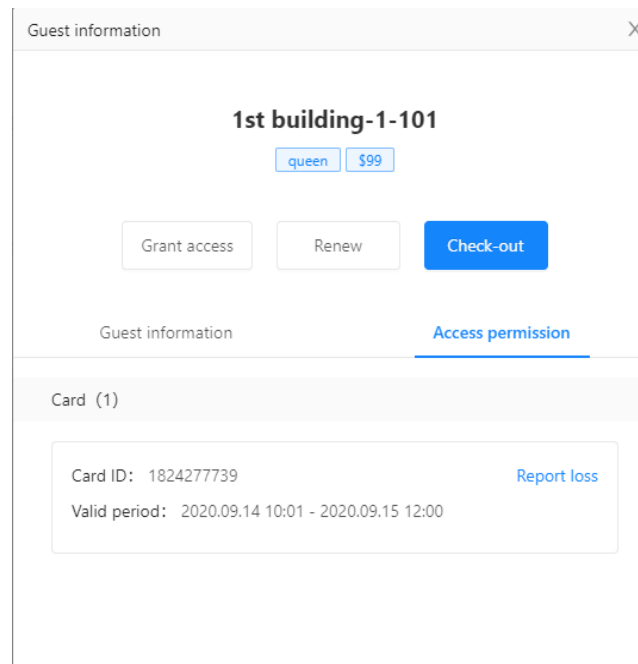 Guest information X
1st building-1-101
queen $99
Grant access Renew Check-out
Guest information Access permission
Card（1）
Card ID： 1824277739 Report loss
Valid period： 2020.09.14 10:01 - 2020.09.15 12:00